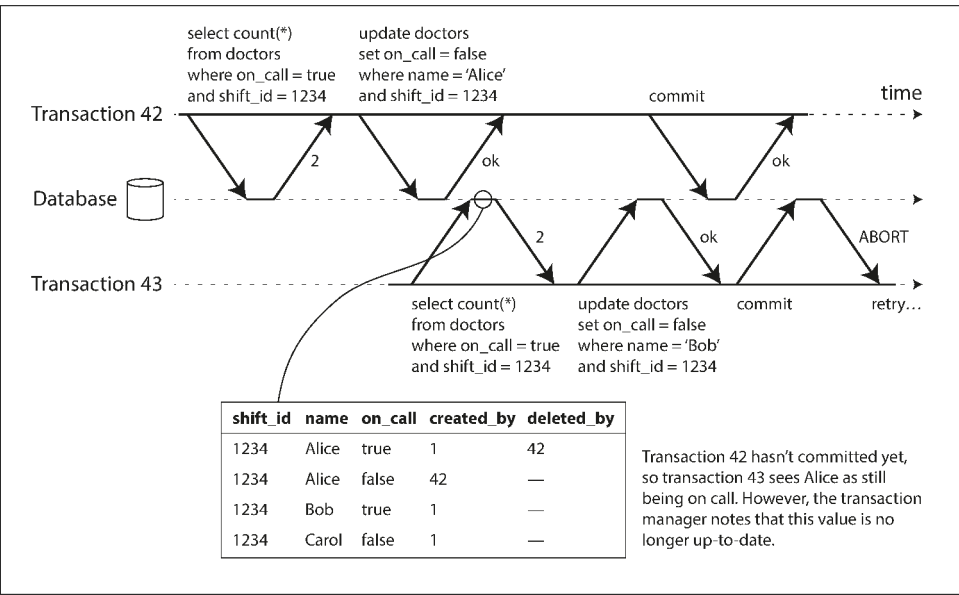 select count(*)
from doctors
where on_call = true
and shift_id = 1234
update doctors
set on_call = false
where name = ‘Alice’
and shift_id = 1234
commit
time
Transaction 42
2
ok
ok
Database
2
ok
ABORT
Transaction 43
select count(*)
from doctors
where on_call = true
and shift_id = 1234
update doctors
set on_call = false
where name = ‘Bob’
and shift_id = 1234
commit
retry…
shift_id name on_call created_by deleted_by
1234 Alice true 1 42
1234 Alice false 42 —
1234 Bob true 1 —
1234 Carol false 1 —
Transaction 42 hasn’t committed yet,
so transaction 43 sees Alice as still
being on call. However, the transaction
manager notes that this value is no
longer up-to-date.